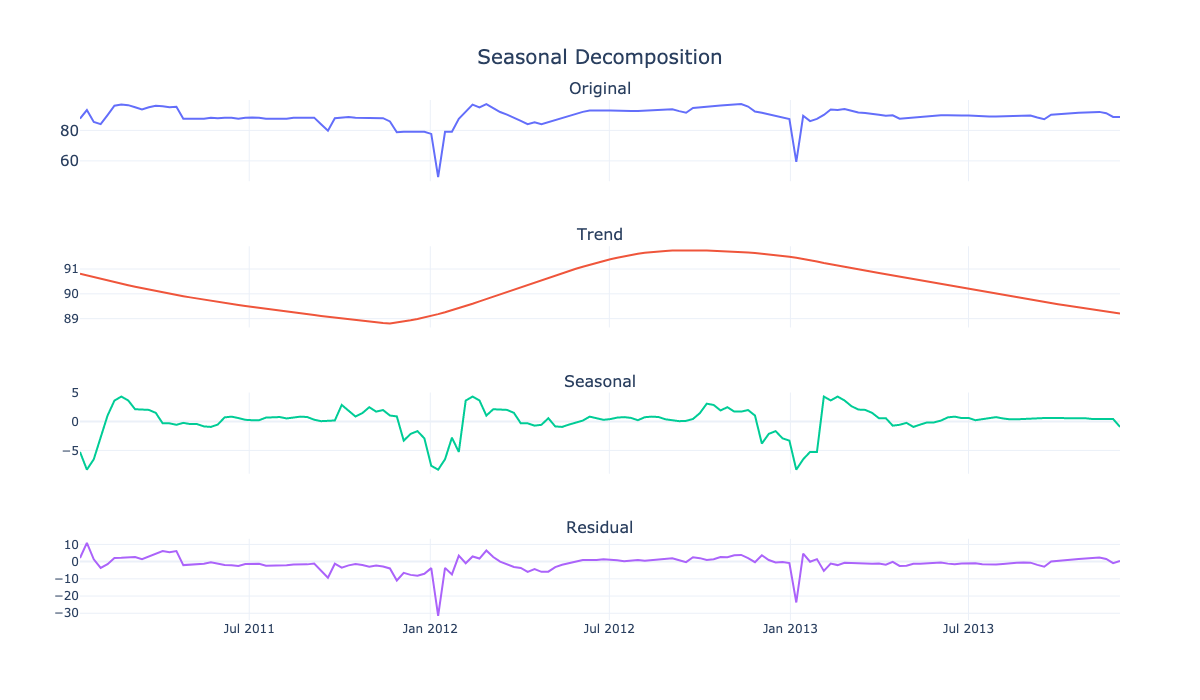 Seasonal Decomposition
Original
80
60
Trend
91
90
89
Seasonal
5
0
−5
Residual
10
0
−10
−20
−30
Jul 2011 Jan 2012 Jul 2012 Jan 2013 Jul 2013